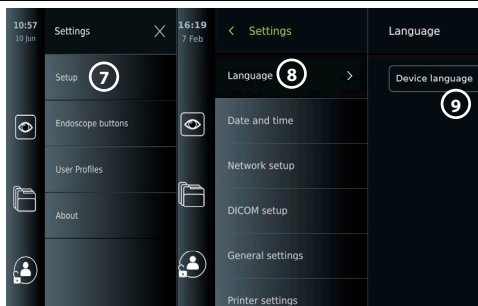 10:57
10 Jun
Settings
Setup
7
Endoscope buttons
User Profiles
About
16:19
7 Feb
Settings
Language
8
Date and time
Network setup
DICOM setup
General settings
Printer settings
Language
Device language
9